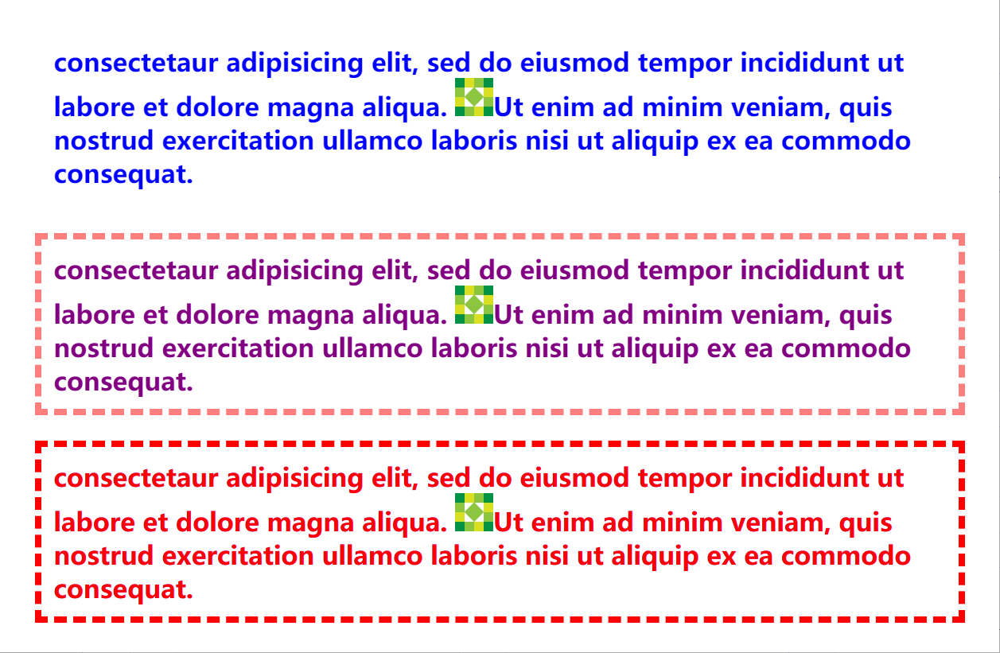 consectetaur adipisicing elit, sed do eiusmod tempor incididunt ut
labore et dolore magna aliqua. Ut enim ad minim veniam, quis
nostrud exercitation ullamco laboris nisi ut aliquip ex ea commodo
consequat.
consectetaur adipisicing elit, sed do eiusmod tempor incididunt ut
labore et dolore magna aliqua. Ut enim ad minim veniam, quis
nostrud exercitation ullamco laboris nisi ut aliquip ex ea commodo
consequat.
consectetaur adipisicing elit, sed do eiusmod tempor incididunt ut
labore et dolore magna aliqua. Ut enim ad minim veniam, quis
nostrud exercitation ullamco laboris nisi ut aliquip ex ea commodo
consequat.